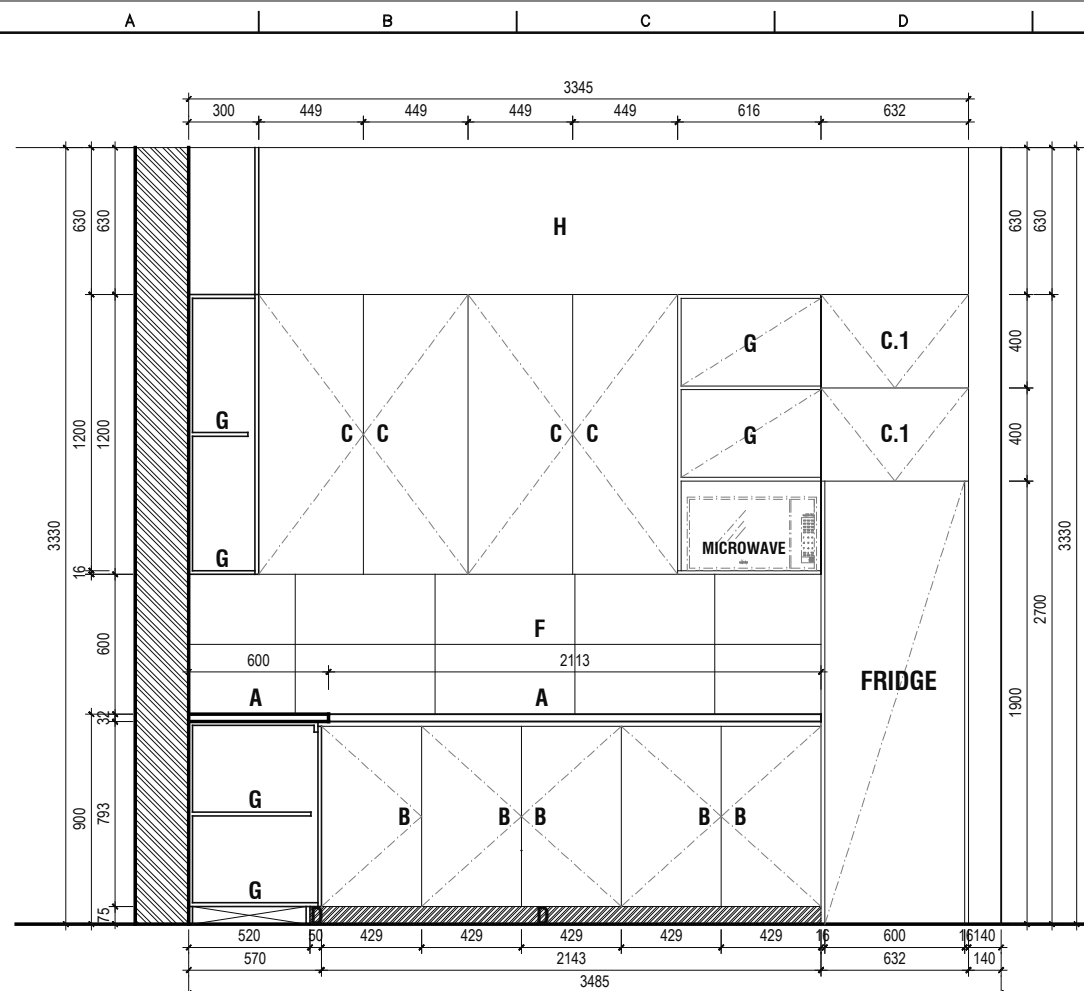 A B C D
3345
300 449 449 449 449 616 632
630 630 H 630 630
G C.1 400
G C C C C G C.1 400
1200 1200
3330 MICROWAVE 3330
G
16
2700
600 F
600 2113
FRIDGE
A A 1900
32
G
900 793 B B B B B
G
75 D D
520 50 429 429 429 429 429 16 600 16 140
570 2143 632 140
3485